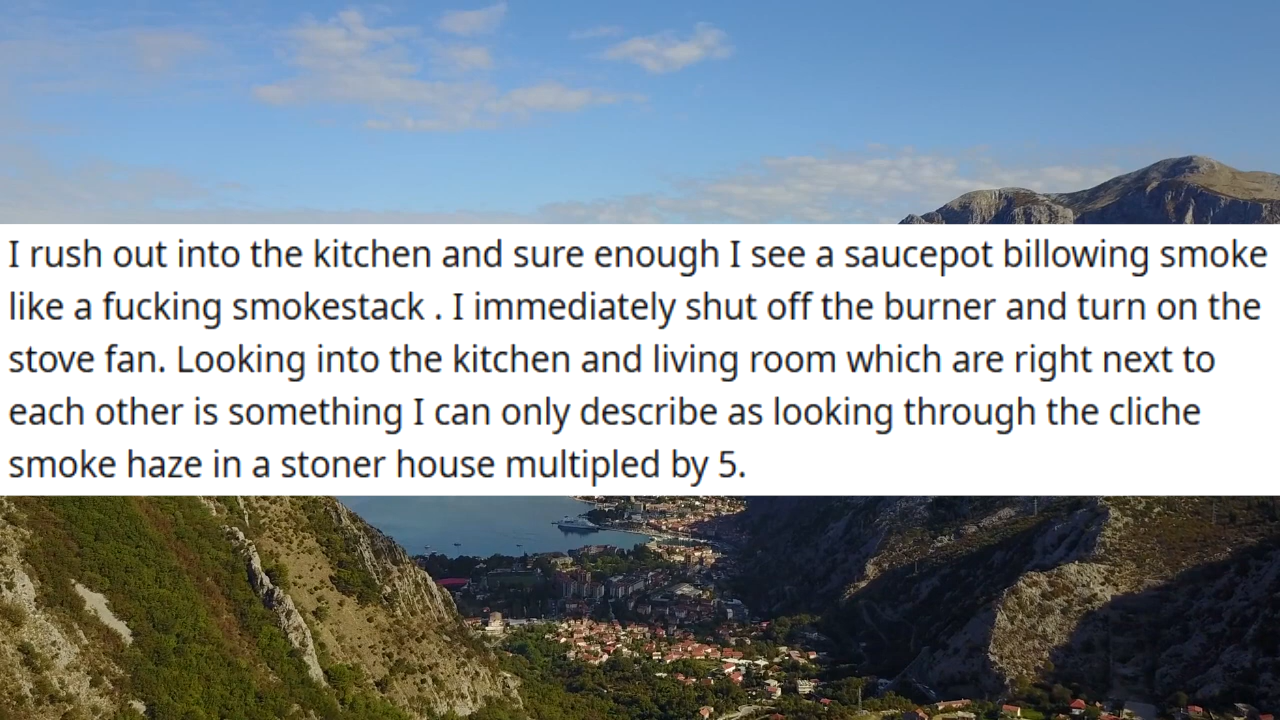 I rush out into the kitchen and sure enough I see a saucepot billowing smoke
like a fucking smokestack . I immediately shut off the burner and turn on the
stove fan. Looking into the kitchen and living room which are right next to
each other is something I can only describe as looking through the cliche
smoke haze in a stoner house multipled by 5.